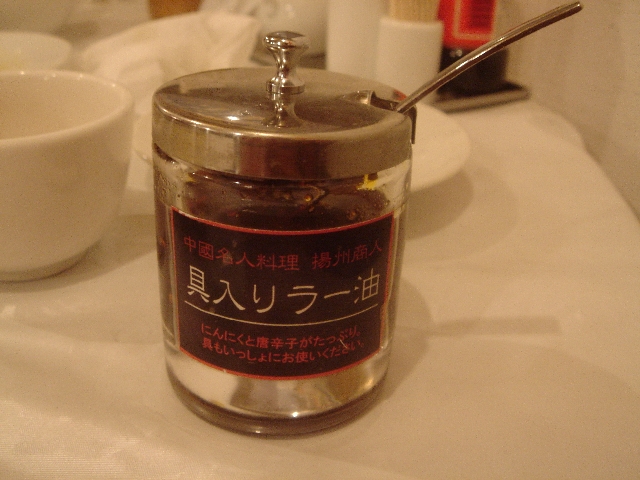 中國名人料理 揚州商人
具入りラー油
にんにくと唐辛子がたっぷり。
具もいっしょにお使いください。